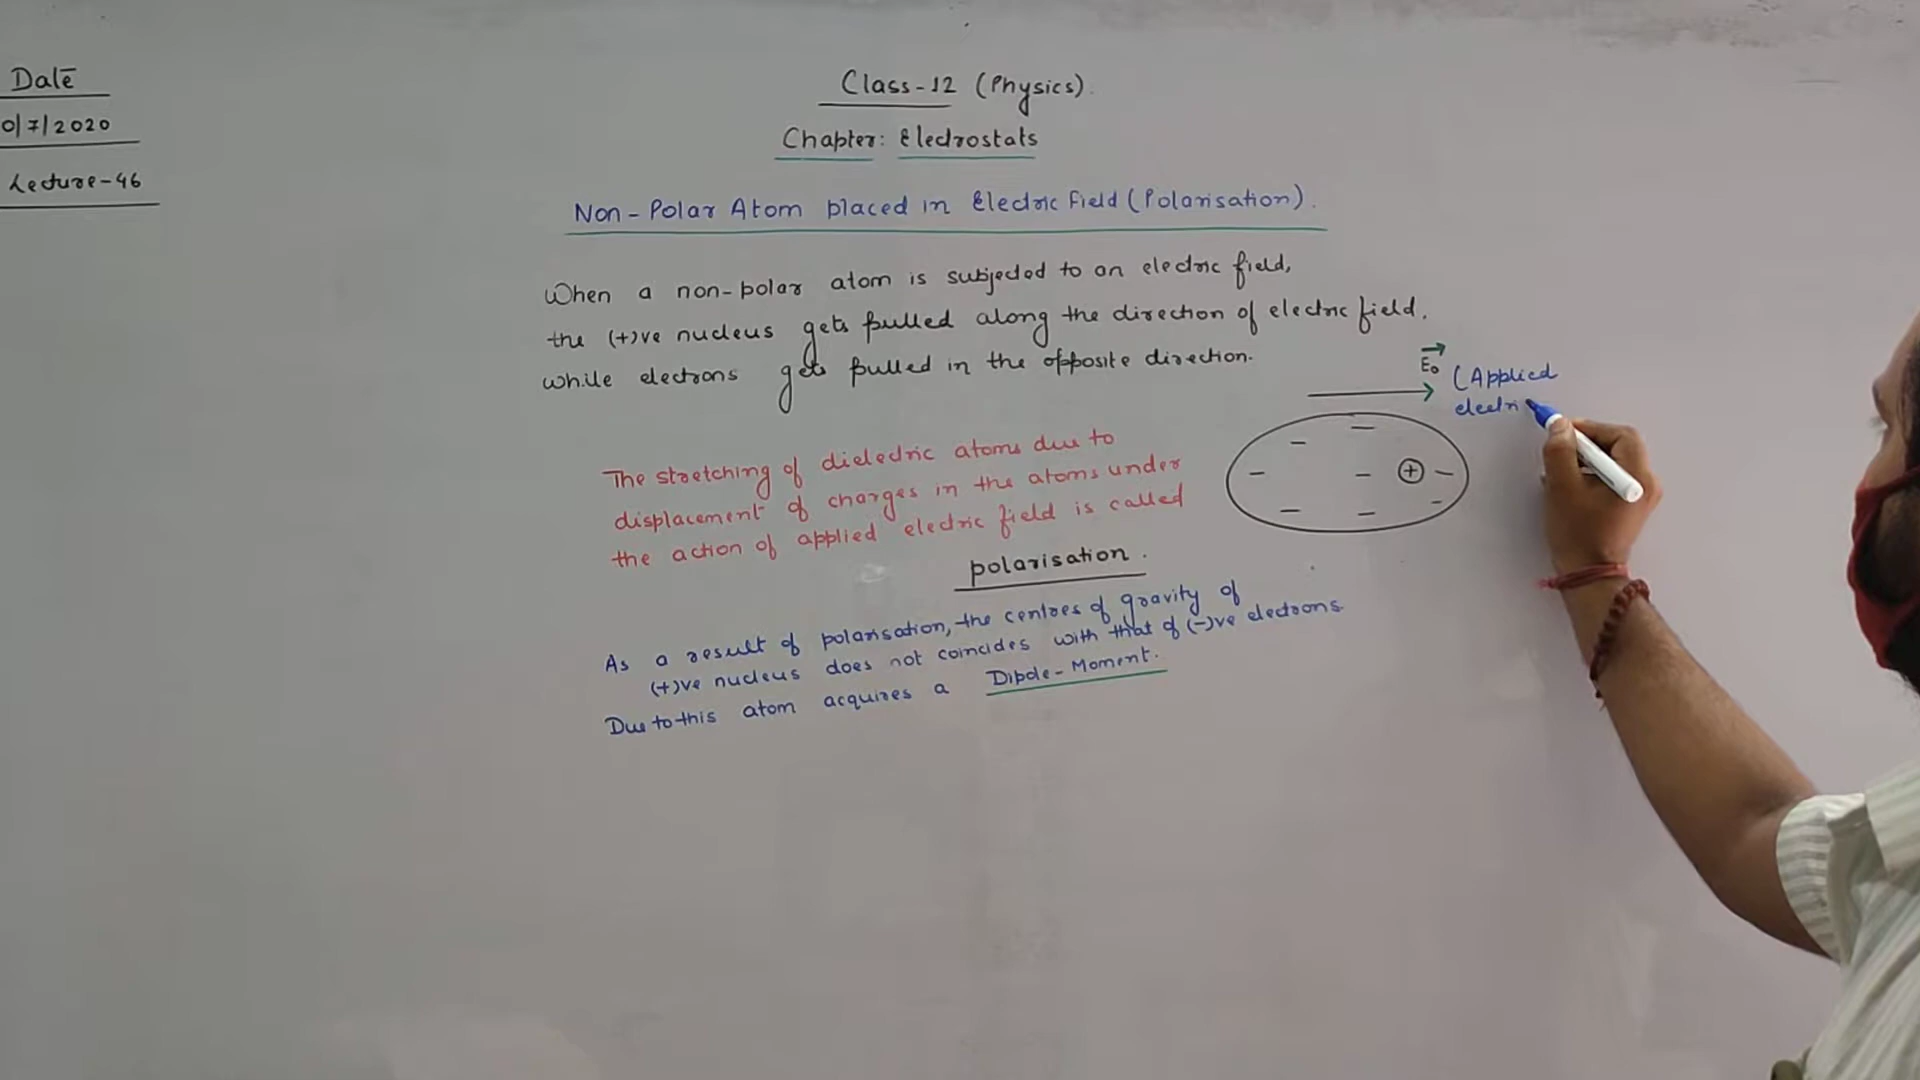 Date
0/7/2020
Lecture-46
Class-12 (Physics).
Chapter: Electrostats
Non-Polar Atom placed in Electric Field (Polarisation).
When a non-polar atom is subjected to an electric field,
the (+)ve nucleus gets pulled along the direction of electric field.
while electrons gets pulled in the opposite direction.
E₀ (Applied
electri
The stretching of dielectric atoms due to
displacement of charges in the atoms under
the action of applied electric field is called
polarisation.
As a result of polarisation, the centres of gravity of
(+)ve nucleus does not coincides with that of (-)ve electrons.
Due to this atom acquires a Dipole-Moment.